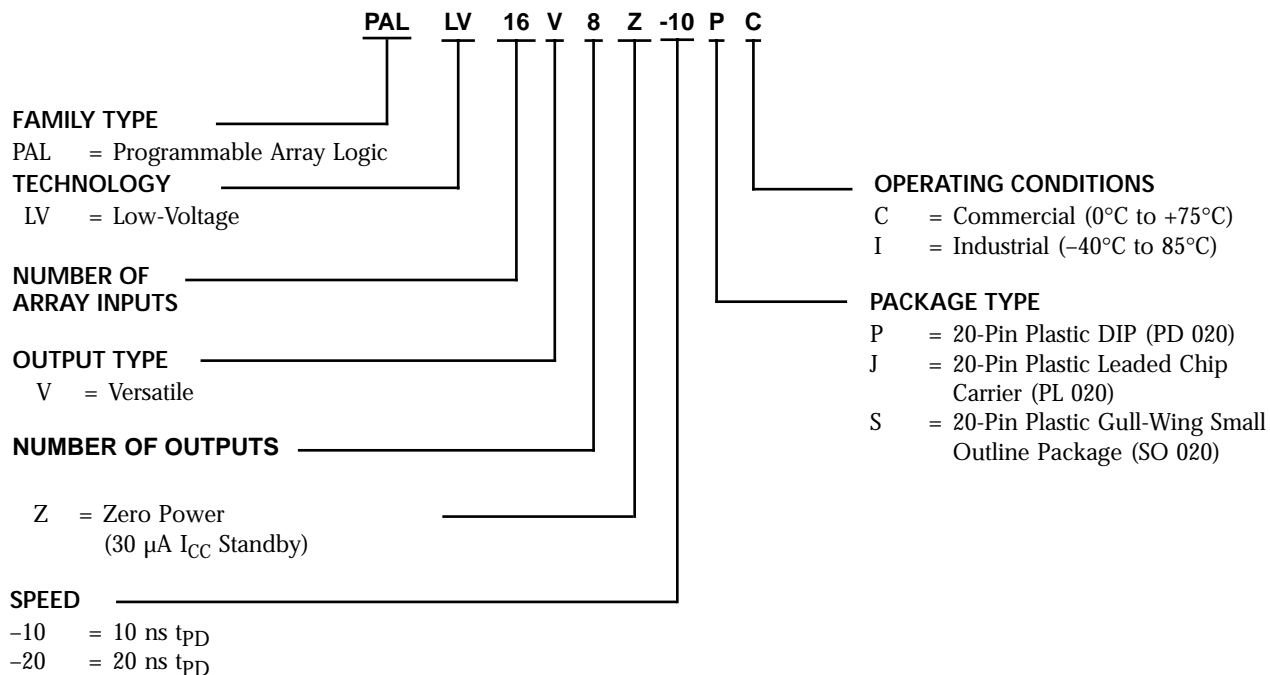 PAL LV 16 V 8 Z -10 P C
FAMILY TYPE
PAL = Programmable Array Logic
TECHNOLOGY
LV = Low-Voltage
NUMBER OF
ARRAY INPUTS
OUTPUT TYPE
V = Versatile
NUMBER OF OUTPUTS
Z = Zero Power
(30 µA ICC Standby)
SPEED
–10 = 10 ns tPD
–20 = 20 ns tPD
OPERATING CONDITIONS
C = Commercial (0°C to +75°C)
I = Industrial (–40°C to 85°C)
PACKAGE TYPE
P = 20-Pin Plastic DIP (PD 020)
J = 20-Pin Plastic Leaded Chip
Carrier (PL 020)
S = 20-Pin Plastic Gull-Wing Small
Outline Package (SO 020)